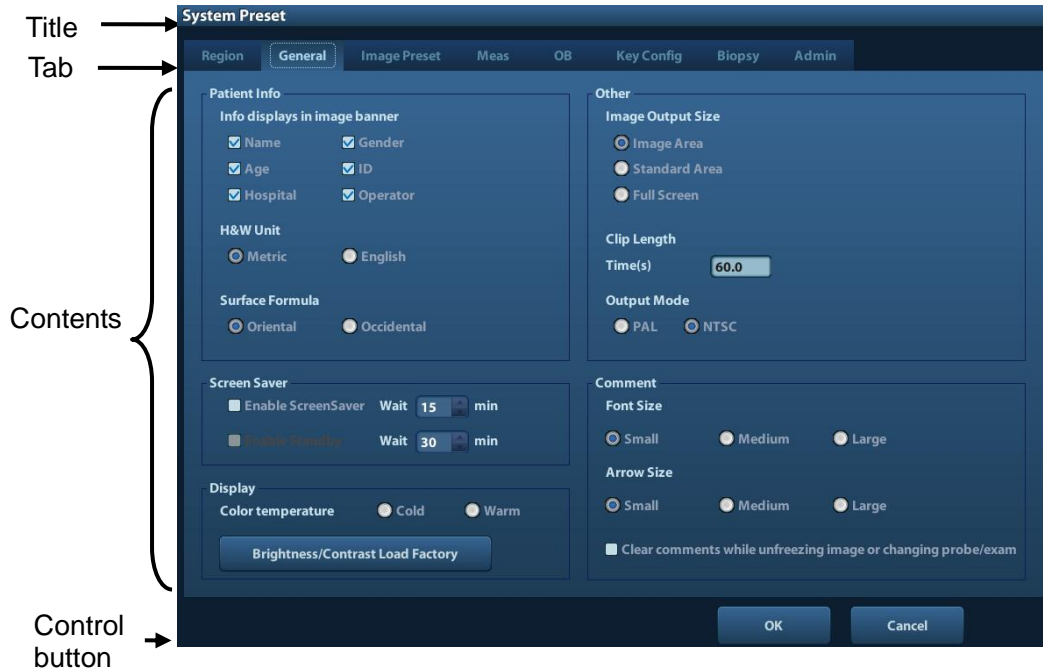 Title
System Preset
Tab
Region General Image Preset Meas OB Key Config Biopsy Admin
Contents
Patient Info
Info displays in image banner
Name Gender
Age ID
Hospital Operator
H&W Unit
Metric English
Surface Formula
Oriental Occidental
Screen Saver
Enable ScreenSaver Wait 15 min
Enable Standby Wait 30 min
Display
Color temperature Cold Warm
Brightness/Contrast Load Factory
Other
Image Output Size
Image Area
Standard Area
Full Screen
Clip Length
Time(s) 60.0
Output Mode
PAL NTSC
Comment
Font Size
Small Medium Large
Arrow Size
Small Medium Large
Clear comments while unfreezing image or changing probe/exam
Control
button
OK Cancel